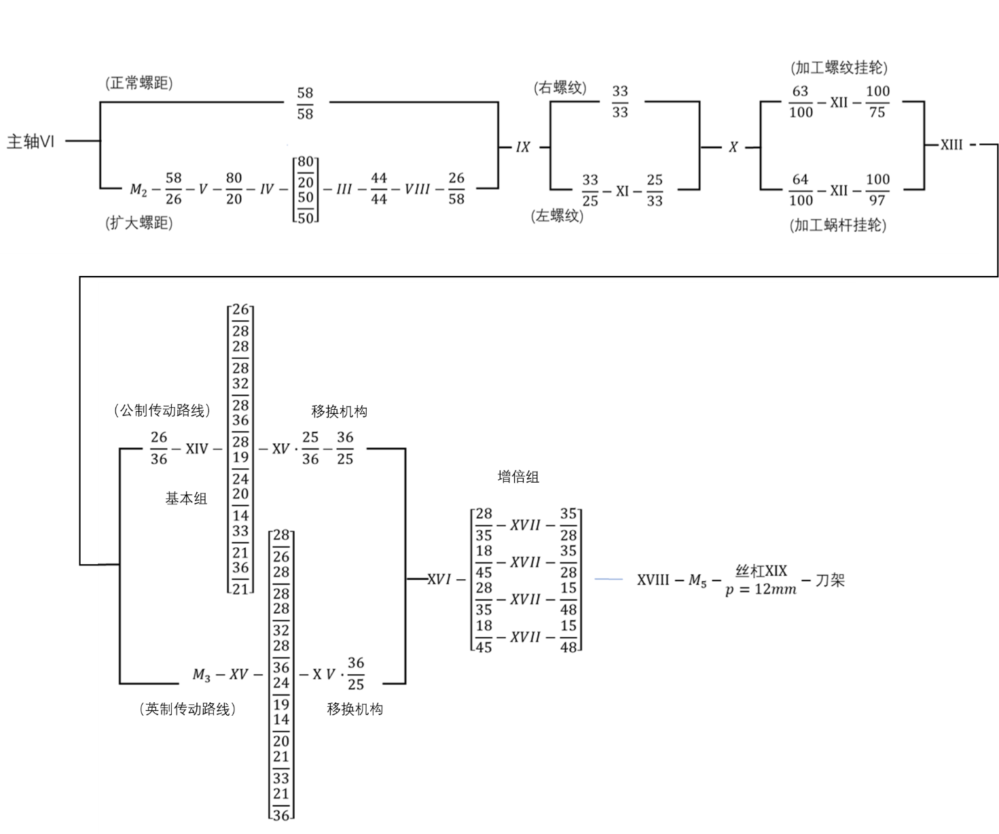 (正常螺距)
58/58
主轴VI
M₂ − 58/26 − V − 80/20 − IV − [80/20 50/50] − III − 44/44 − VIII − 26/58
(扩大螺距)
IX
(右螺纹)
33/33
33/25 − XI − 25/33
(左螺纹)
X
(加工螺纹挂轮)
63/100 − XII − 100/75
64/100 − XII − 100/97
(加工蜗杆挂轮)
XIII
(公制传动路线)
移换机构
26/36 − XIV − [26/28 28/28 32/28 36/28 19/24 20/14 33/21 36/21] − XV · 25/36 − 36/25
基本组
M₃ − XV − [28/26 28/28 28/32 28/36 24/19 14/20 21/33 21/36] − X V · 36/25
(英制传动路线)
移换机构
增倍组
XVI −
28/35 − XVII − 35/28
18/45 − XVII − 35/28
28/35 − XVII − 15/48
18/45 − XVII − 15/48
XVIII − M₅ − 丝杠XIX p = 12mm − 刀架